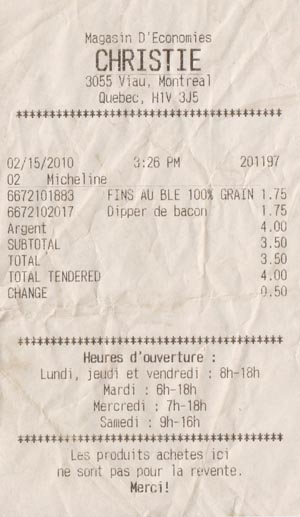 Magasin D'Economies
CHRISTIE
3055 Viau, Montreal
Quebec, H1V 3J5
****************************************
02/15/2010 3:26 PM 201197
02 Micheline
6672101883 FINS AU BLE 100% GRAIN 1.75
6672102017 Dipper de bacon 1.75
Argent 4.00
SUBTOTAL 3.50
TOTAL 3.50
TOTAL TENDERED 4.00
CHANGE 0.50
****************************************
Heures d'ouverture :
Lundi, jeudi et vendredi : 8h-18h
Mardi : 6h-18h
Mercredi : 7h-18h
Samedi : 9h-16h
****************************************
Les produits achetes ici
ne sont pas pour la revente.
Merci!